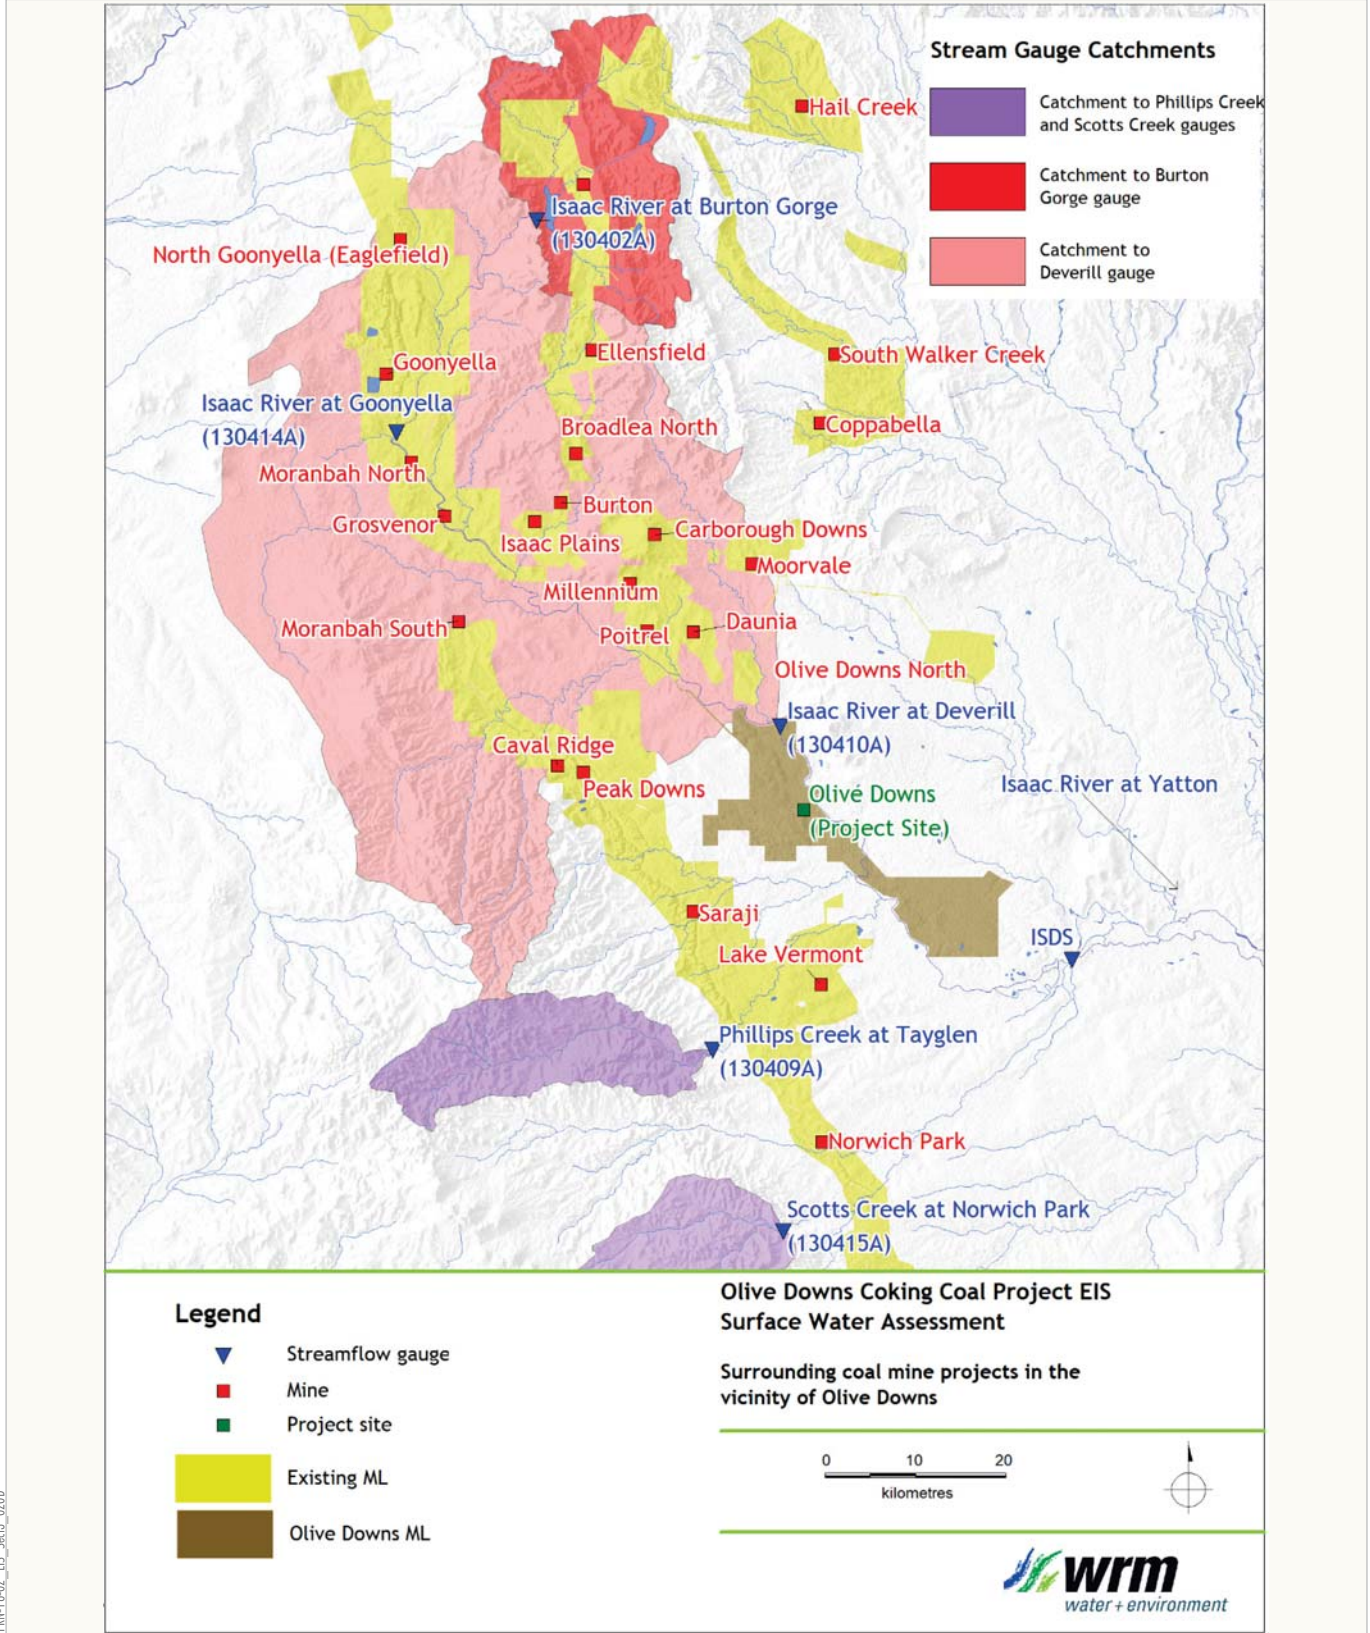 Stream Gauge Catchments
Catchment to Phillips Creek
and Scotts Creek gauges
Catchment to Burton
Gorge gauge
Catchment to
Deverill gauge
Hail Creek
Isaac River at Burton Gorge
(130402A)
North Goonyella (Eaglefield)
Ellensfield
South Walker Creek
Goonyella
Isaac River at Goonyella
(130414A)
Coppabella
Broadlea North
Moranbah North
Burton
Grosvenor
Isaac Plains
Carborough Downs
Moorvale
Millennium
Moranbah South
Poitrel
Daunia
Olive Downs North
Isaac River at Deverill
(130410A)
Caval Ridge
Peak Downs
Isaac River at Yatton
Olive Downs
(Project Site)
Saraji
ISDS
Lake Vermont
Phillips Creek at Tayglen
(130409A)
Norwich Park
Scotts Creek at Norwich Park
(130415A)
Legend
Streamflow gauge
Mine
Project site
Existing ML
Olive Downs ML
Olive Downs Coking Coal Project EIS
Surface Water Assessment
Surrounding coal mine projects in the
vicinity of Olive Downs
0 10 20
kilometres
wrm
water + environment